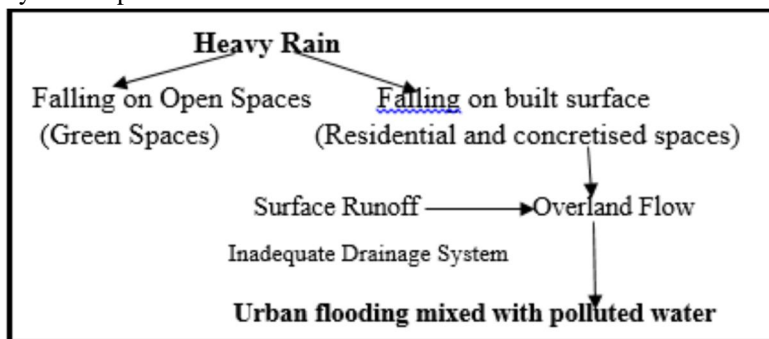 Heavy Rain
Falling on Open Spaces Falling on built surface
(Green Spaces) (Residential and concretised spaces)
Surface Runoff Overland Flow
Inadequate Drainage System
Urban flooding mixed with polluted water